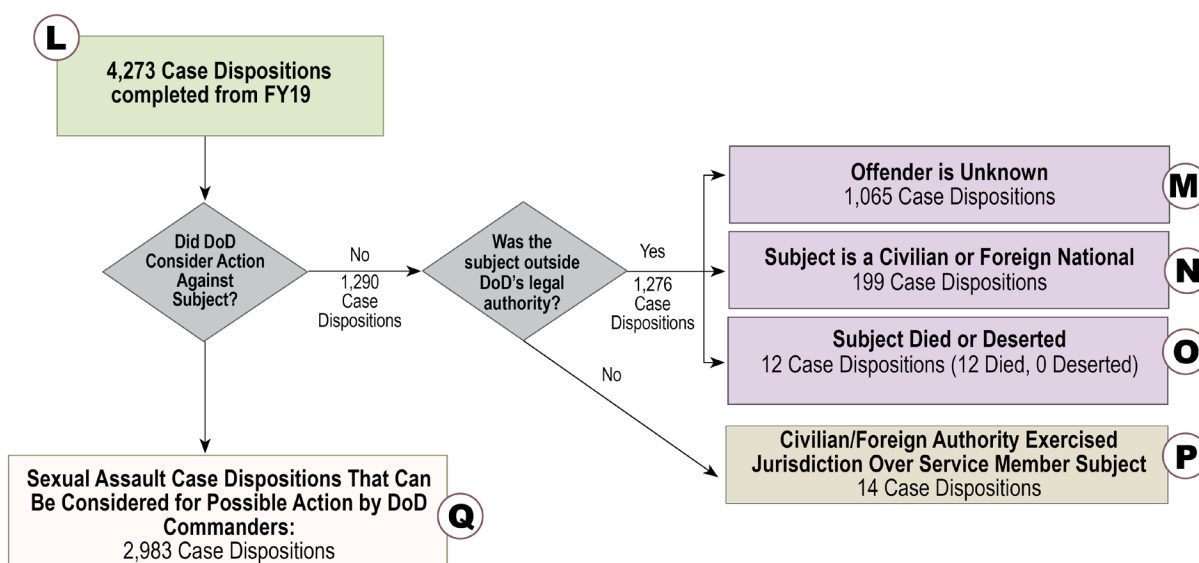 L
4,273 Case Dispositions
completed from FY19
Did DoD
Consider Action
Against
Subject?
No
1,290
Case
Dispositions
Was the
subject outside
DoD's legal
authority?
Yes
1,276
Case
Dispositions
No
Offender is Unknown
1,065 Case Dispositions
M
Subject is a Civilian or Foreign National
199 Case Dispositions
N
Subject Died or Deserted
12 Case Dispositions (12 Died, 0 Deserted)
O
Civilian/Foreign Authority Exercised
Jurisdiction Over Service Member Subject
14 Case Dispositions
P
Sexual Assault Case Dispositions That Can
Be Considered for Possible Action by DoD
Commanders:
2,983 Case Dispositions
Q